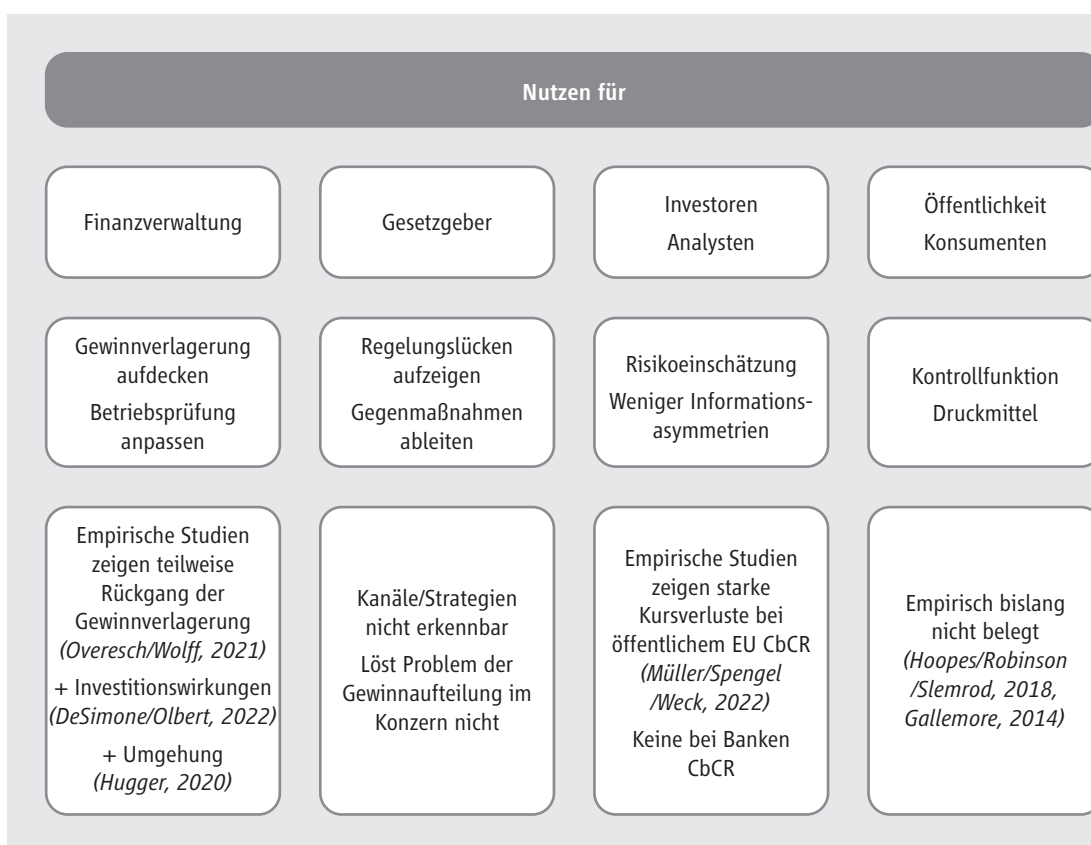 Nutzen für
Finanzverwaltung
Gesetzgeber
Investoren
Analysten
Öffentlichkeit
Konsumenten
Gewinnverlagerung
aufdecken
Betriebsprüfung
anpassen
Regelungslücken
aufzeigen
Gegenmaßnahmen
ableiten
Risikoeinschätzung
Weniger Informations-
asymmetrien
Kontrollfunktion
Druckmittel
Empirische Studien
zeigen teilweise
Rückgang der
Gewinnverlagerung
(Overesch/Wolff, 2021)
+ Investitionswirkungen
(DeSimone/Olbert, 2022)
+ Umgehung
(Hugger, 2020)
Kanäle/Strategien
nicht erkennbar
Löst Problem der
Gewinnaufteilung im
Konzern nicht
Empirische Studien
zeigen starke
Kursverluste bei
öffentlichem EU CbCR
(Müller/Spengel
/Weck, 2022)
Keine bei Banken
CbCR
Empirisch bislang
nicht belegt
(Hoopes/Robinson
/Slemrod, 2018,
Gallemore, 2014)